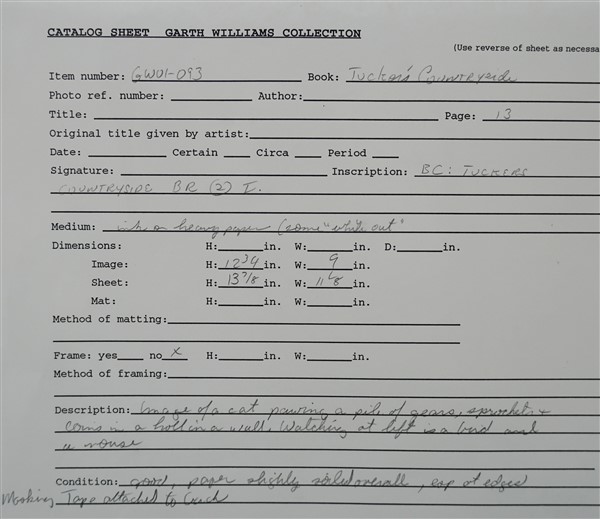 CATALOG SHEET GARTH WILLIAMS COLLECTION
(Use reverse of sheet as necessa
Item number: GW01-093 Book: Tucker's Countryside
Photo ref. number: Author:
Title: Page: 13
Original title given by artist:
Date: Certain Circa Period
Signature: Inscription: BC: TUCKERS
COUNTRYSIDE BR (2) I.
Medium: ink on heavy paper (some "white out"
Dimensions: H: in. W: in. D: in.
Image: H: 12 3/4 in. W: 9 in.
Sheet: H: 13 7/8 in. W: 11 in.
Mat: H: in. W: in.
Method of matting:
Frame: yes no x H: in. W: in.
Method of framing:
Description: Image of a cat pawing a pile of gears, sprockets +
coins in a hole in a wall. Watching at left is a bird and
a mouse
Condition: good, paper slightly soiled overall, esp at edges
Masking Tape attached to back